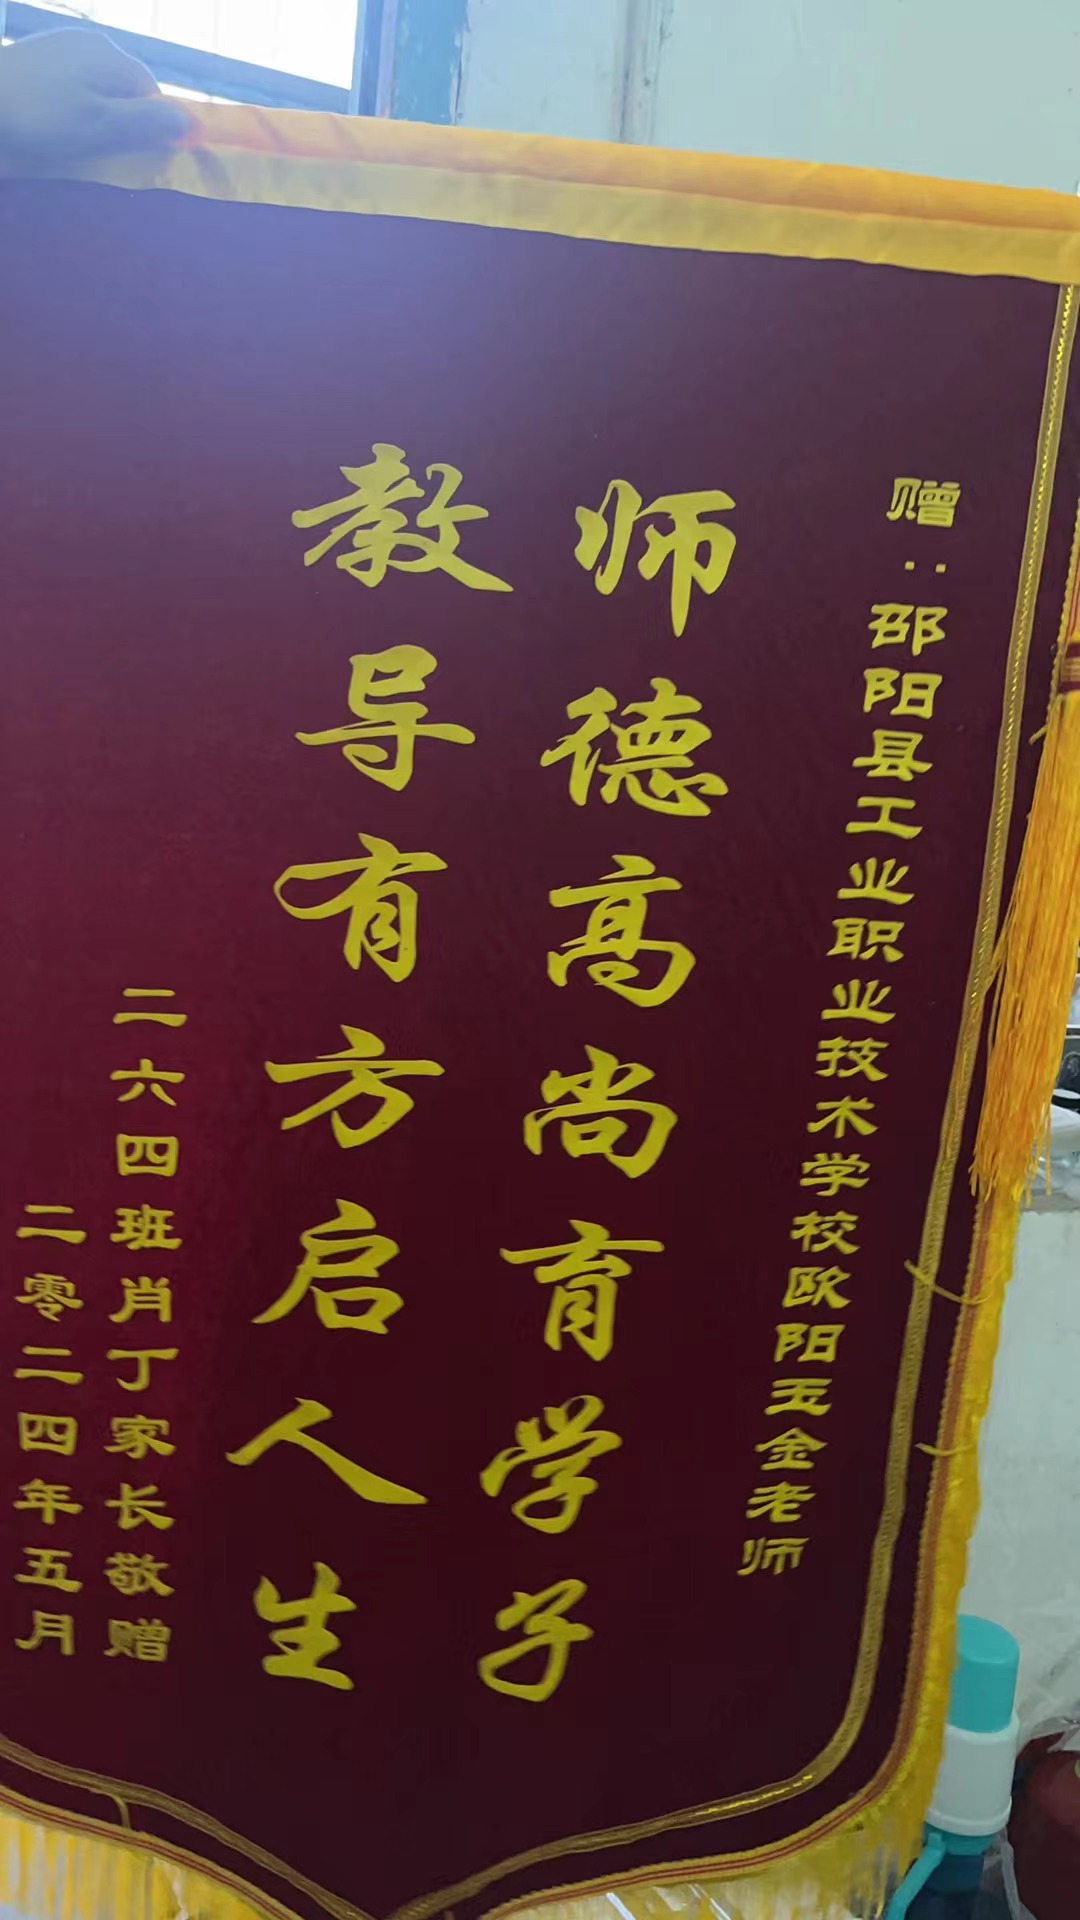 赠：邵阳县工业职业技术学校欧阳玉金老师
师德高尚育学子
教导有方启人生
二六四班肖丁家长敬赠
二零二四年五月